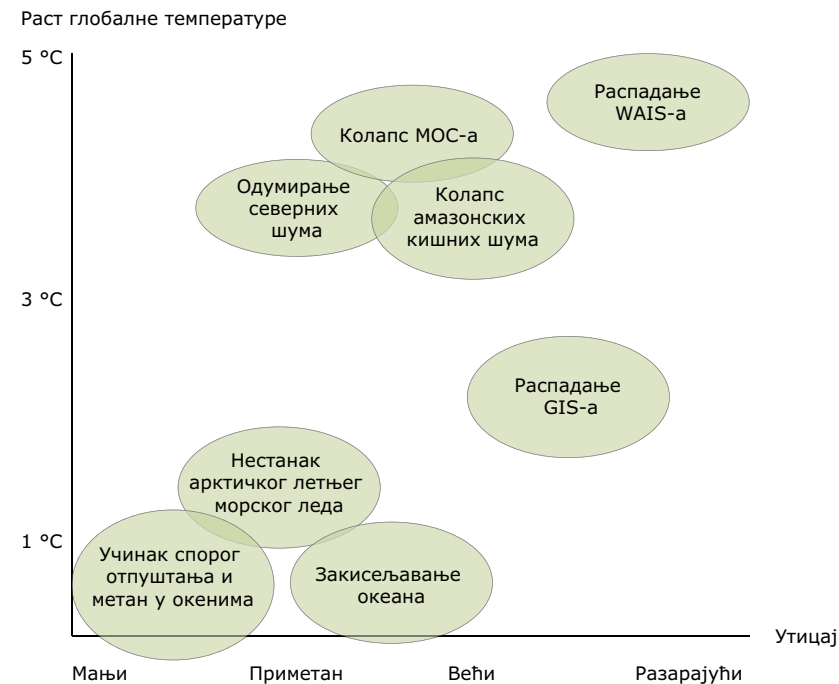 Раст глобалне температуре
5 °C
Распадање
WAIS-а
Колапс МОС-а
Одумирање
северних
шума
Колапс
амазонских
кишних шума
3 °C
Распадање
GIS-а
Нестанак
арктичког летњег
морског леда
1 °C
Учинак спорог
отпуштања и
метан у океnима
Закисељавање
океана
Утицај
Мањи
Приметан
Већи
Разарајући